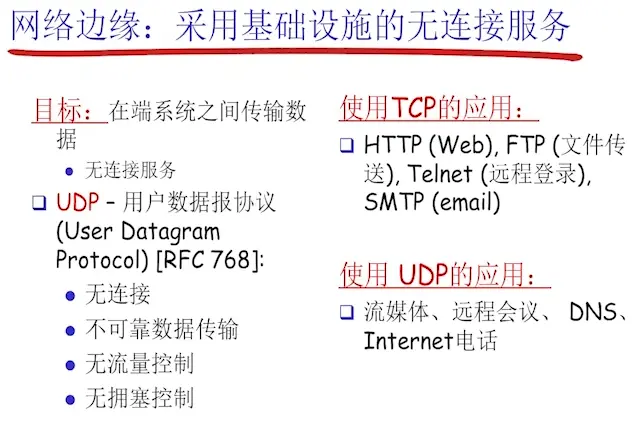 网络边缘：采用基础设施的无连接服务
目标：在端系统之间传输数
据
无连接服务
UDP – 用户数据报协议
(User Datagram
Protocol) [RFC 768]:
无连接
不可靠数据传输
无流量控制
无拥塞控制
使用TCP的应用：
HTTP (Web), FTP (文件传
送), Telnet (远程登录),
SMTP (email)
使用 UDP的应用：
流媒体、远程会议、 DNS、
Internet电话